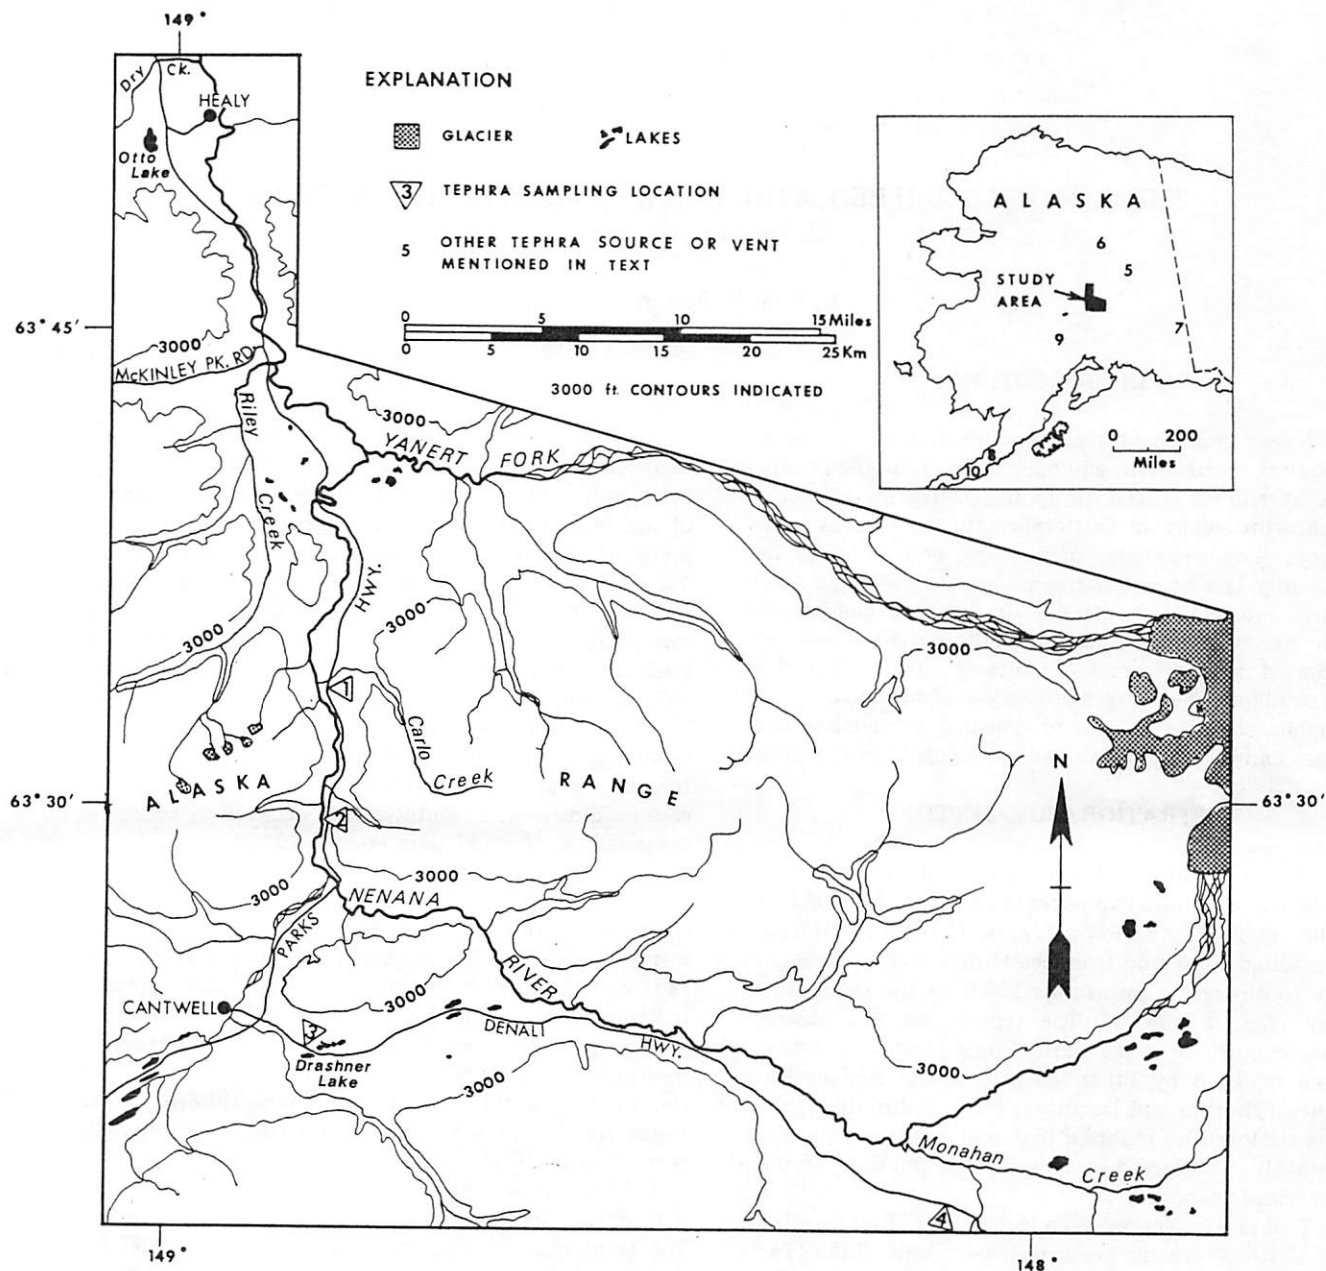 149°
Dry
Ck.
HEALY
Otto
Lake
EXPLANATION
GLACIER
LAKES
3
TEPHRA SAMPLING LOCATION
5
OTHER TEPHRA SOURCE OR VENT
MENTIONED IN TEXT
0 5 10 15 Miles
0 5 10 15 20 25 Km
3000 ft. CONTOURS INDICATED
ALASKA
6
5
STUDY
AREA
7
9
8
10
0 200
Miles
63° 45'
3000
McKINLEY PK. RD.
Riley
Creek
3000
YANERT FORK
HWY.
3000
3000
3000
1
Carlo
Creek
ALASKA RANGE
63° 30'
N
63° 30'
2
3000
3000
NENANA
RIVER
PARKS
3000
CANTWELL
3
Drashner
Lake
DENALI
HWY.
3000
3000
Monahan
Creek
4
149°
148°